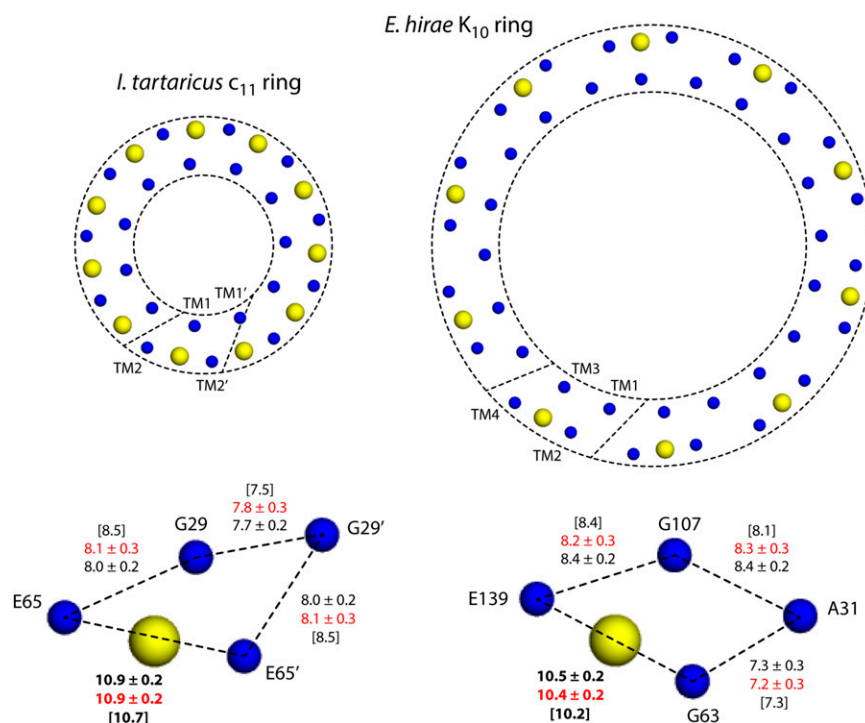 E. hirae K10 ring
I. tartaricus c11 ring
TM1
TM1′
TM2
TM2′
TM3
TM1
TM4
TM2
[8.5]
8.1 ± 0.3
8.0 ± 0.2
G29
[7.5]
7.8 ± 0.3
7.7 ± 0.2
G29′
E65
8.0 ± 0.2
8.1 ± 0.3
[8.5]
E65′
10.9 ± 0.2
10.9 ± 0.2
[10.7]
[8.4]
8.2 ± 0.3
8.4 ± 0.2
G107
[8.1]
8.3 ± 0.3
8.4 ± 0.2
E139
A31
7.3 ± 0.3
7.2 ± 0.3
[7.3]
G63
10.5 ± 0.2
10.4 ± 0.2
[10.2]